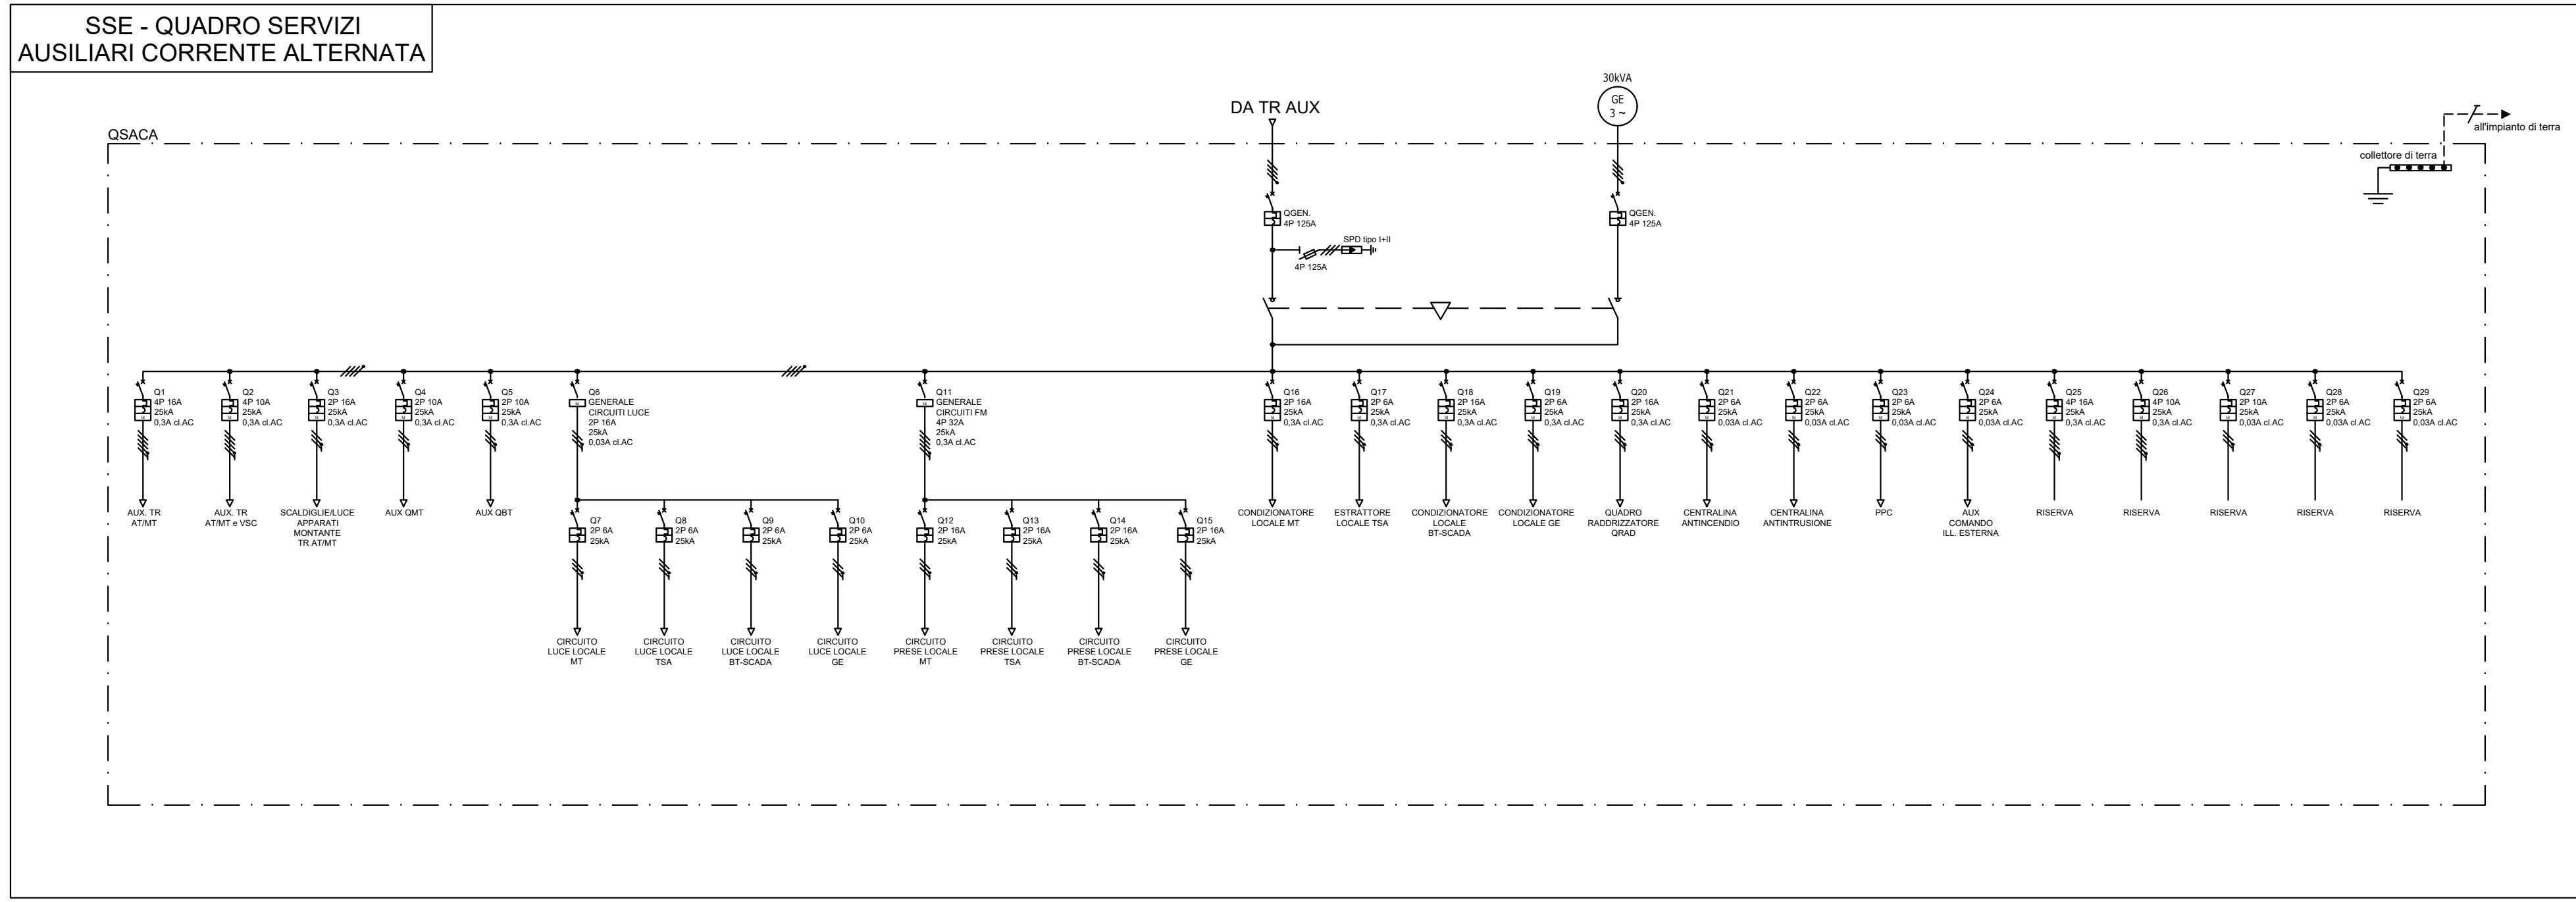 SSE - QUADRO SERVIZI
AUSILIARI CORRENTE ALTERNATA
30kVA
GE
3 ~
DA TR AUX
all'impianto di terra
QSACA
collettore di terra
QGEN.
4P 125A
QGEN.
4P 125A
SPD tipo I+II
4P 125A
Q1
4P 16A
25kA
0,3A cl.AC
Q2
4P 10A
25kA
0,3A cl.AC
Q3
2P 16A
25kA
0,3A cl.AC
Q4
2P 10A
25kA
0,3A cl.AC
Q5
2P 10A
25kA
0,3A cl.AC
Q6
GENERALE
CIRCUITI LUCE
2P 16A
25kA
0,03A cl.AC
Q11
GENERALE
CIRCUITI FM
4P 32A
25kA
0,3A cl.AC
Q16
2P 16A
25kA
0,3A cl.AC
Q17
2P 6A
25kA
0,3A cl.AC
Q18
2P 16A
25kA
0,3A cl.AC
Q19
2P 6A
25kA
0,3A cl.AC
Q20
2P 16A
25kA
0,3A cl.AC
Q21
2P 6A
25kA
0,03A cl.AC
Q22
2P 6A
25kA
0,03A cl.AC
Q23
2P 6A
25kA
0,03A cl.AC
Q24
2P 6A
25kA
0,03A cl.AC
Q25
4P 16A
25kA
0,3A cl.AC
Q26
4P 10A
25kA
0,3A cl.AC
Q27
2P 10A
25kA
0,03A cl.AC
Q28
2P 6A
25kA
0,03A cl.AC
Q29
2P 6A
25kA
0,03A cl.AC
AUX. TR
AT/MT
AUX. TR
AT/MT e VSC
SCALDIGLIE/LUCE
APPARATI
MONTANTE
TR AT/MT
AUX QMT
AUX QBT
Q7
2P 6A
25kA
Q8
2P 6A
25kA
Q9
2P 6A
25kA
Q10
2P 6A
25kA
Q12
2P 16A
25kA
Q13
2P 16A
25kA
Q14
2P 16A
25kA
Q15
2P 16A
25kA
CONDIZIONATORE
LOCALE MT
ESTRATTORE
LOCALE TSA
CONDIZIONATORE
LOCALE
BT-SCADA
CONDIZIONATORE
LOCALE GE
QUADRO
RADDRIZZATORE
QRAD
CENTRALINA
ANTINCENDIO
CENTRALINA
ANTINTRUSIONE
PPC
AUX
COMANDO
ILL. ESTERNA
RISERVA
RISERVA
RISERVA
RISERVA
RISERVA
CIRCUITO
LUCE LOCALE
MT
CIRCUITO
LUCE LOCALE
TSA
CIRCUITO
LUCE LOCALE
BT-SCADA
CIRCUITO
LUCE LOCALE
GE
CIRCUITO
PRESE LOCALE
MT
CIRCUITO
PRESE LOCALE
TSA
CIRCUITO
PRESE LOCALE
BT-SCADA
CIRCUITO
PRESE LOCALE
GE